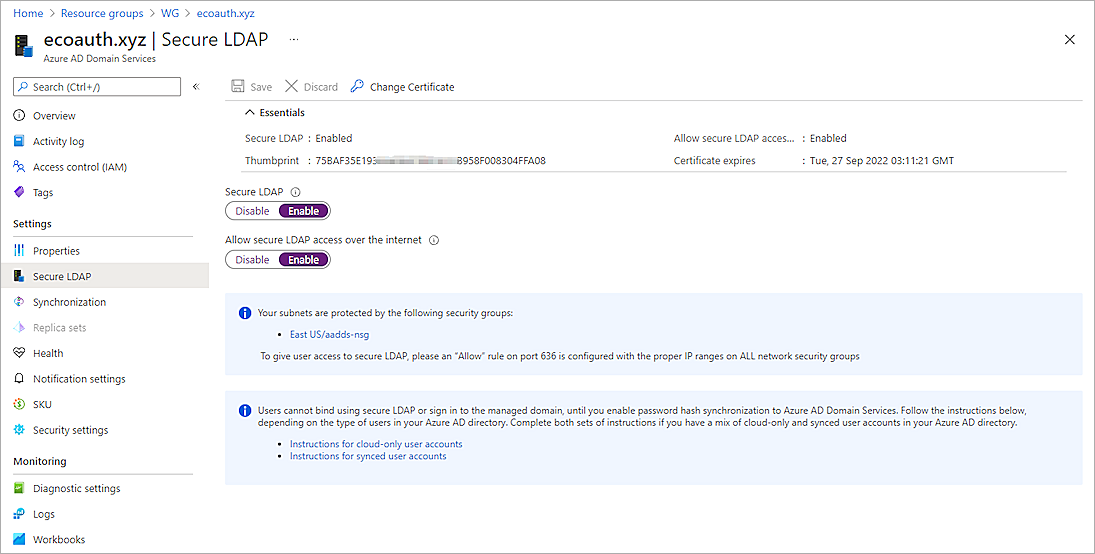 Home > Resource groups > WG > ecoauth.xyz
ecoauth.xyz | Secure LDAP ...
Azure AD Domain Services
Search (Ctrl+/)
«
Save
Discard
Change Certificate
Overview
Activity log
Access control (IAM)
Tags
Settings
Properties
Secure LDAP
Synchronization
Replica sets
Health
Notification settings
SKU
Security settings
Monitoring
Diagnostic settings
Logs
Workbooks
Essentials
Secure LDAP : Enabled
Allow secure LDAP acces... : Enabled
Thumbprint : 75BAF35E193 B958F008304FFA08
Certificate expires : Tue, 27 Sep 2022 03:11:21 GMT
Secure LDAP
Disable Enable
Allow secure LDAP access over the internet
Disable Enable
Your subnets are protected by the following security groups:
• East US/aadds-nsg
To give user access to secure LDAP, please an "Allow" rule on port 636 is configured with the proper IP ranges on ALL network security groups
Users cannot bind using secure LDAP or sign in to the managed domain, until you enable password hash synchronization to Azure AD Domain Services. Follow the instructions below,
depending on the type of users in your Azure AD directory. Complete both sets of instructions if you have a mix of cloud-only and synced user accounts in your Azure AD directory.
• Instructions for cloud-only user accounts
• Instructions for synced user accounts